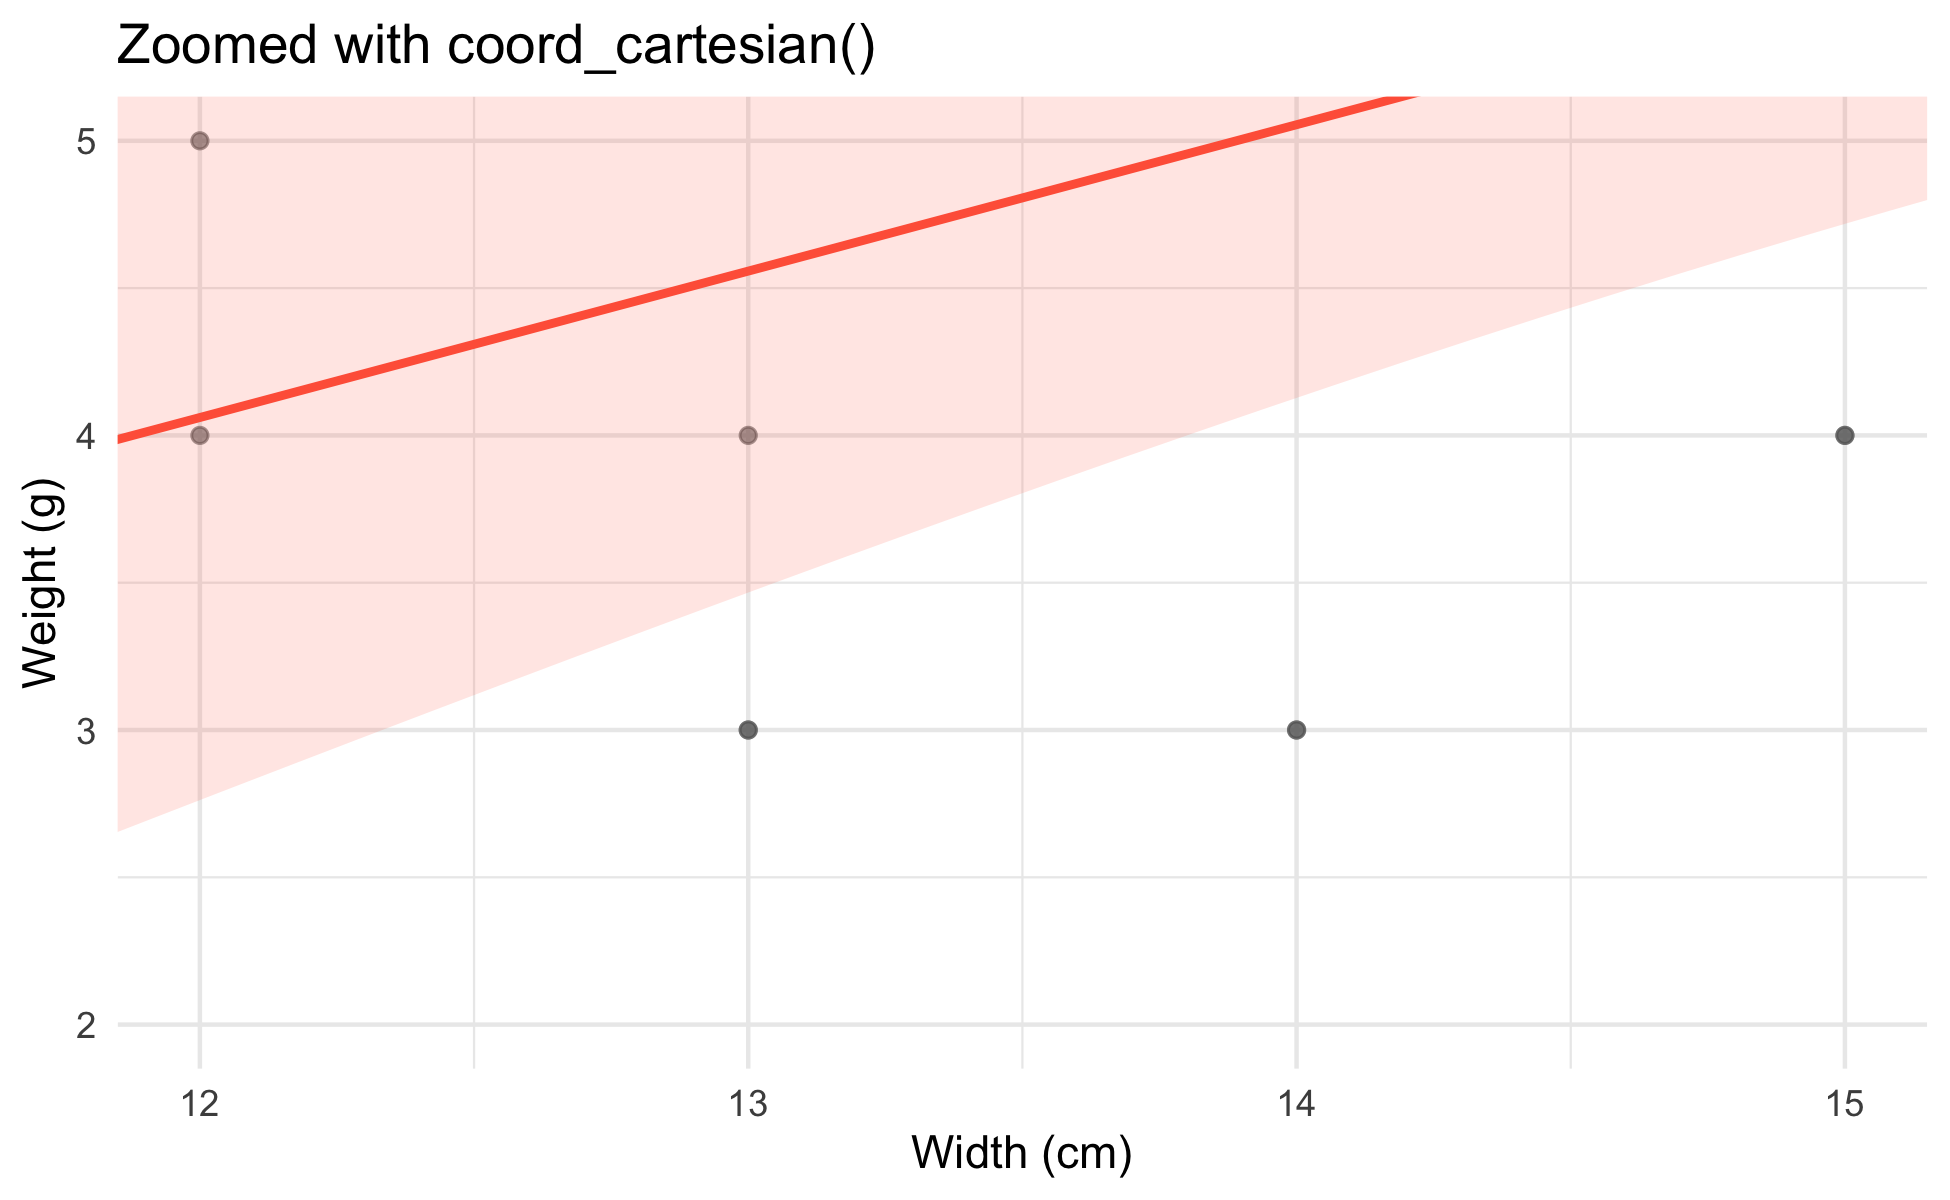 Zoomed with coord_cartesian()
5
4
3
2
Weight (g)
12 13 14 15
Width (cm)